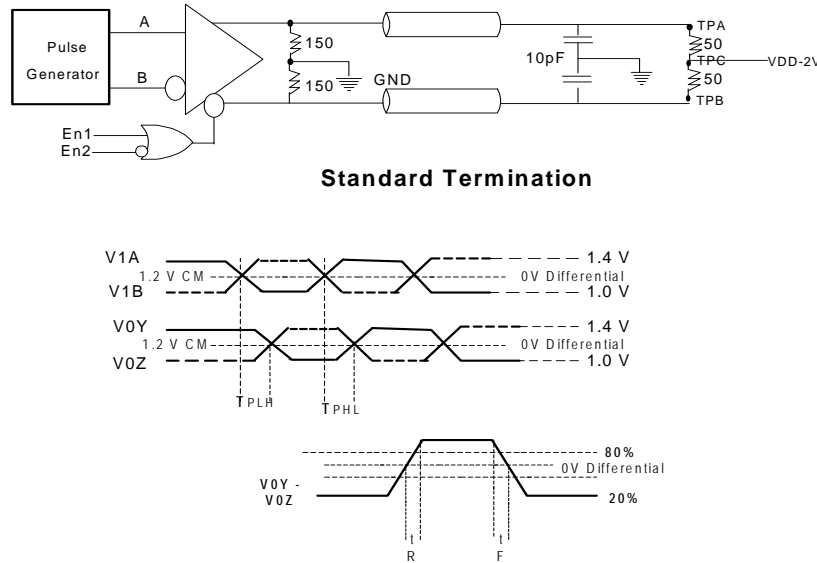 Pulse
Generator
A
B
En1
En2
150
150
GND
10pF
TPA
50
TPC
50
TPB
VDD-2V
Standard Termination
V1A
1.2 V CM
V1B
1.4 V
0V Differential
1.0 V
V0Y
1.2 V CM
V0Z
1.4 V
0V Differential
1.0 V
TPLH
TPHL
V0Y -
V0Z
80%
0V Differential
20%
t
R
t
F